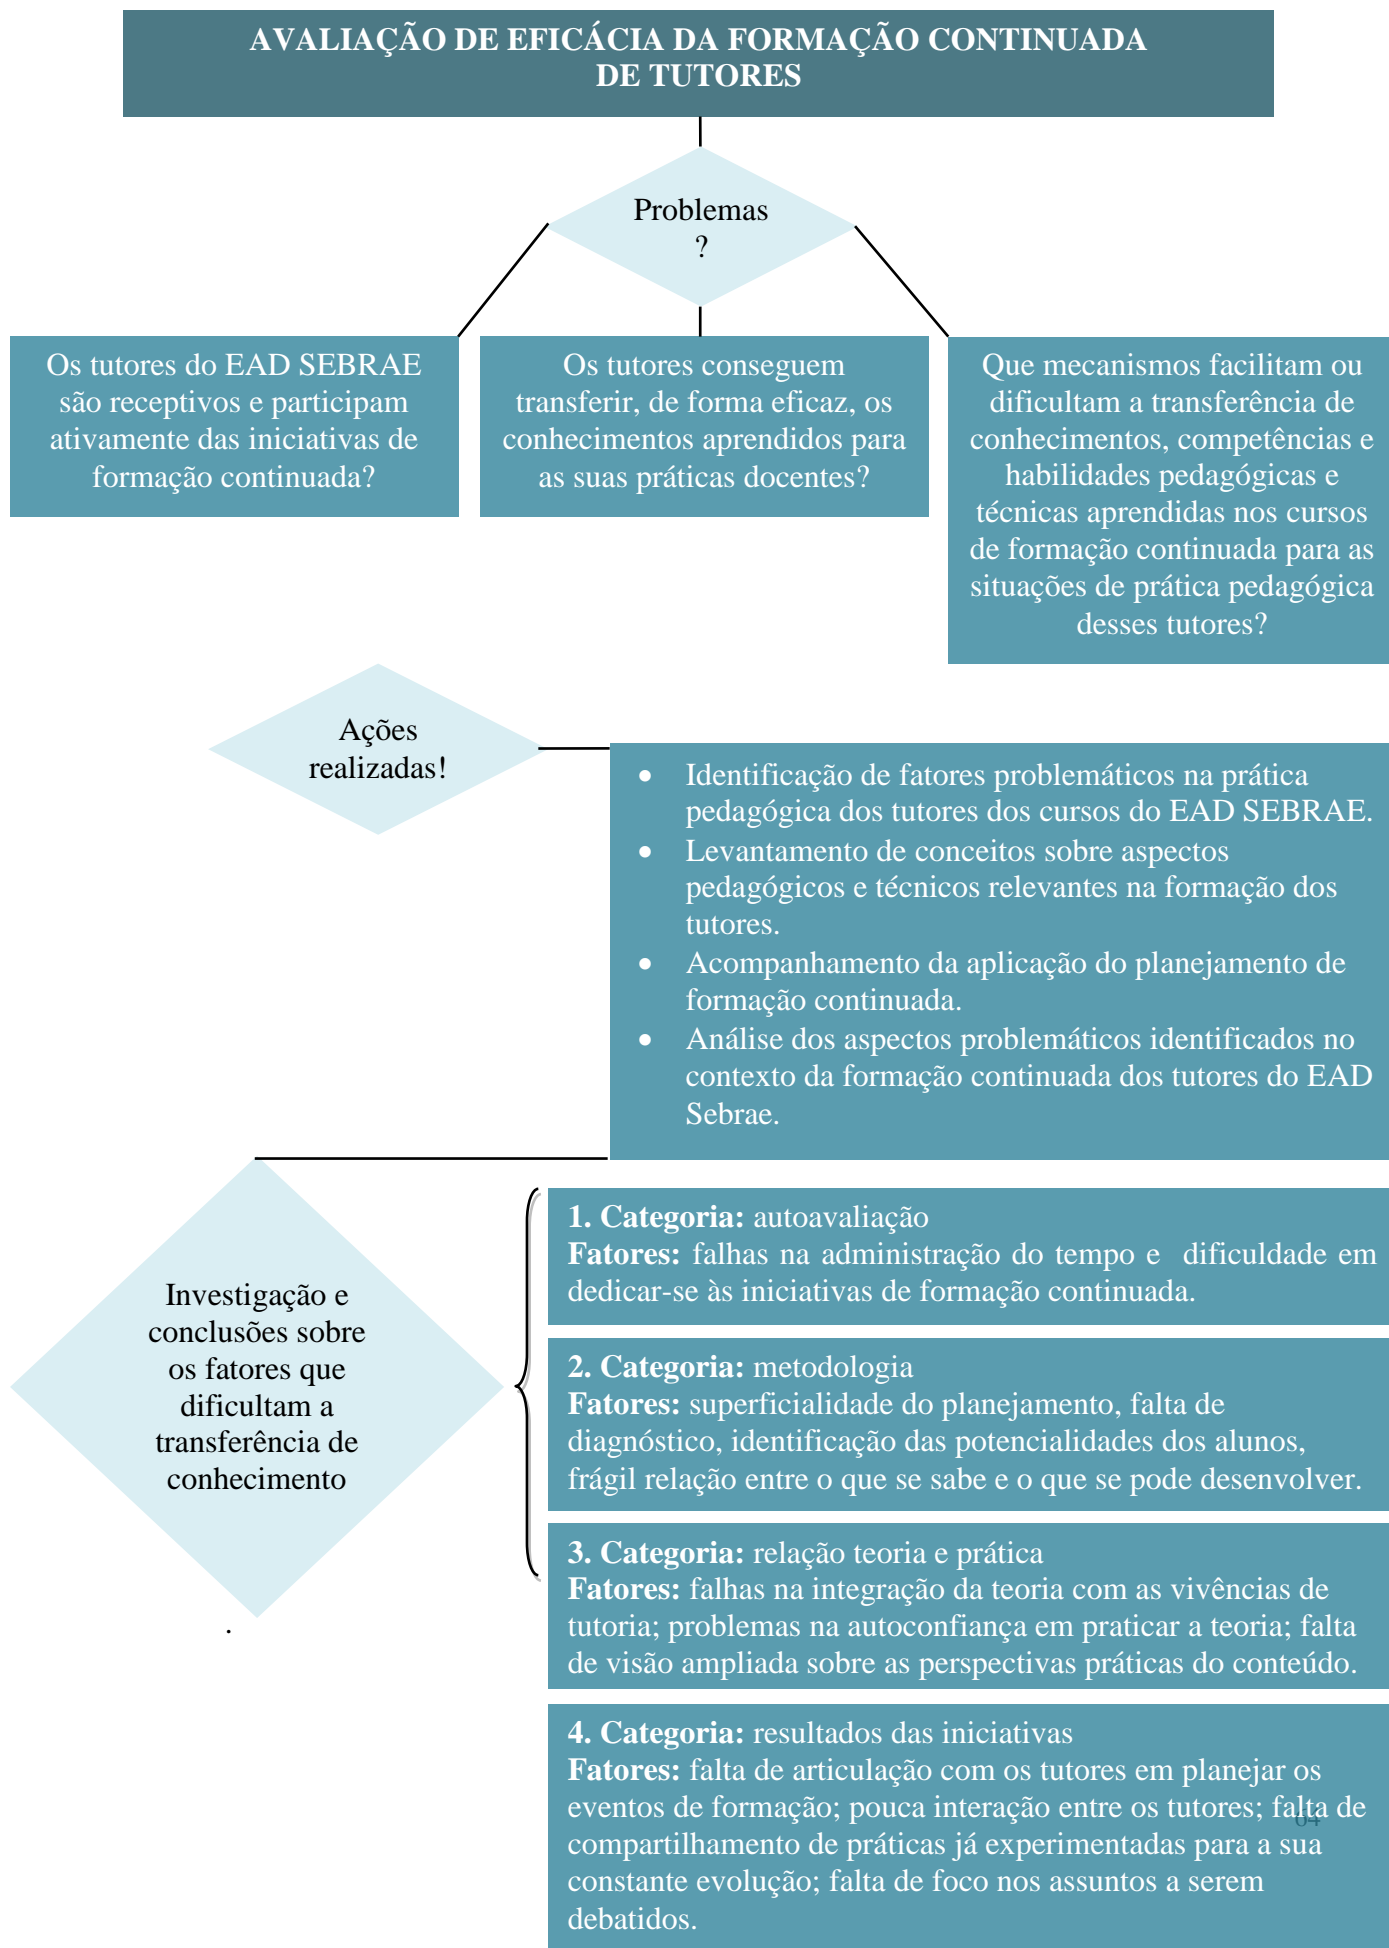 AVALIAÇÃO DE EFICÁCIA DA FORMAÇÃO CONTINUADA
DE TUTORES
Problemas
?
Os tutores do EAD SEBRAE
são receptivos e participam
ativamente das iniciativas de
formação continuada?
Os tutores conseguem
transferir, de forma eficaz, os
conhecimentos aprendidos para
as suas práticas docentes?
Que mecanismos facilitam ou
dificultam a transferência de
conhecimentos, competências e
habilidades pedagógicas e
técnicas aprendidas nos cursos
de formação continuada para as
situações de prática pedagógica
desses tutores?
Ações
realizadas!
• Identificação de fatores problemáticos na prática
pedagógica dos tutores dos cursos do EAD SEBRAE.
• Levantamento de conceitos sobre aspectos
pedagógicos e técnicos relevantes na formação dos
tutores.
• Acompanhamento da aplicação do planejamento de
formação continuada.
• Análise dos aspectos problemáticos identificados no
contexto da formação continuada dos tutores do EAD
Sebrae.
Investigação e
conclusões sobre
os fatores que
dificultam a
transferência de
conhecimento
.
1. Categoria: autoavaliação
Fatores: falhas na administração do tempo e dificuldade em
dedicar-se às iniciativas de formação continuada.
2. Categoria: metodologia
Fatores: superficialidade do planejamento, falta de
diagnóstico, identificação das potencialidades dos alunos,
frágil relação entre o que se sabe e o que se pode desenvolver.
3. Categoria: relação teoria e prática
Fatores: falhas na integração da teoria com as vivências de
tutoria; problemas na autoconfiança em praticar a teoria; falta
de visão ampliada sobre as perspectivas práticas do conteúdo.
4. Categoria: resultados das iniciativas
Fatores: falta de articulação com os tutores em planejar os
eventos de formação; pouca interação entre os tutores; falta de
compartilhamento de práticas já experimentadas para a sua
constante evolução; falta de foco nos assuntos a serem
debatidos.
64